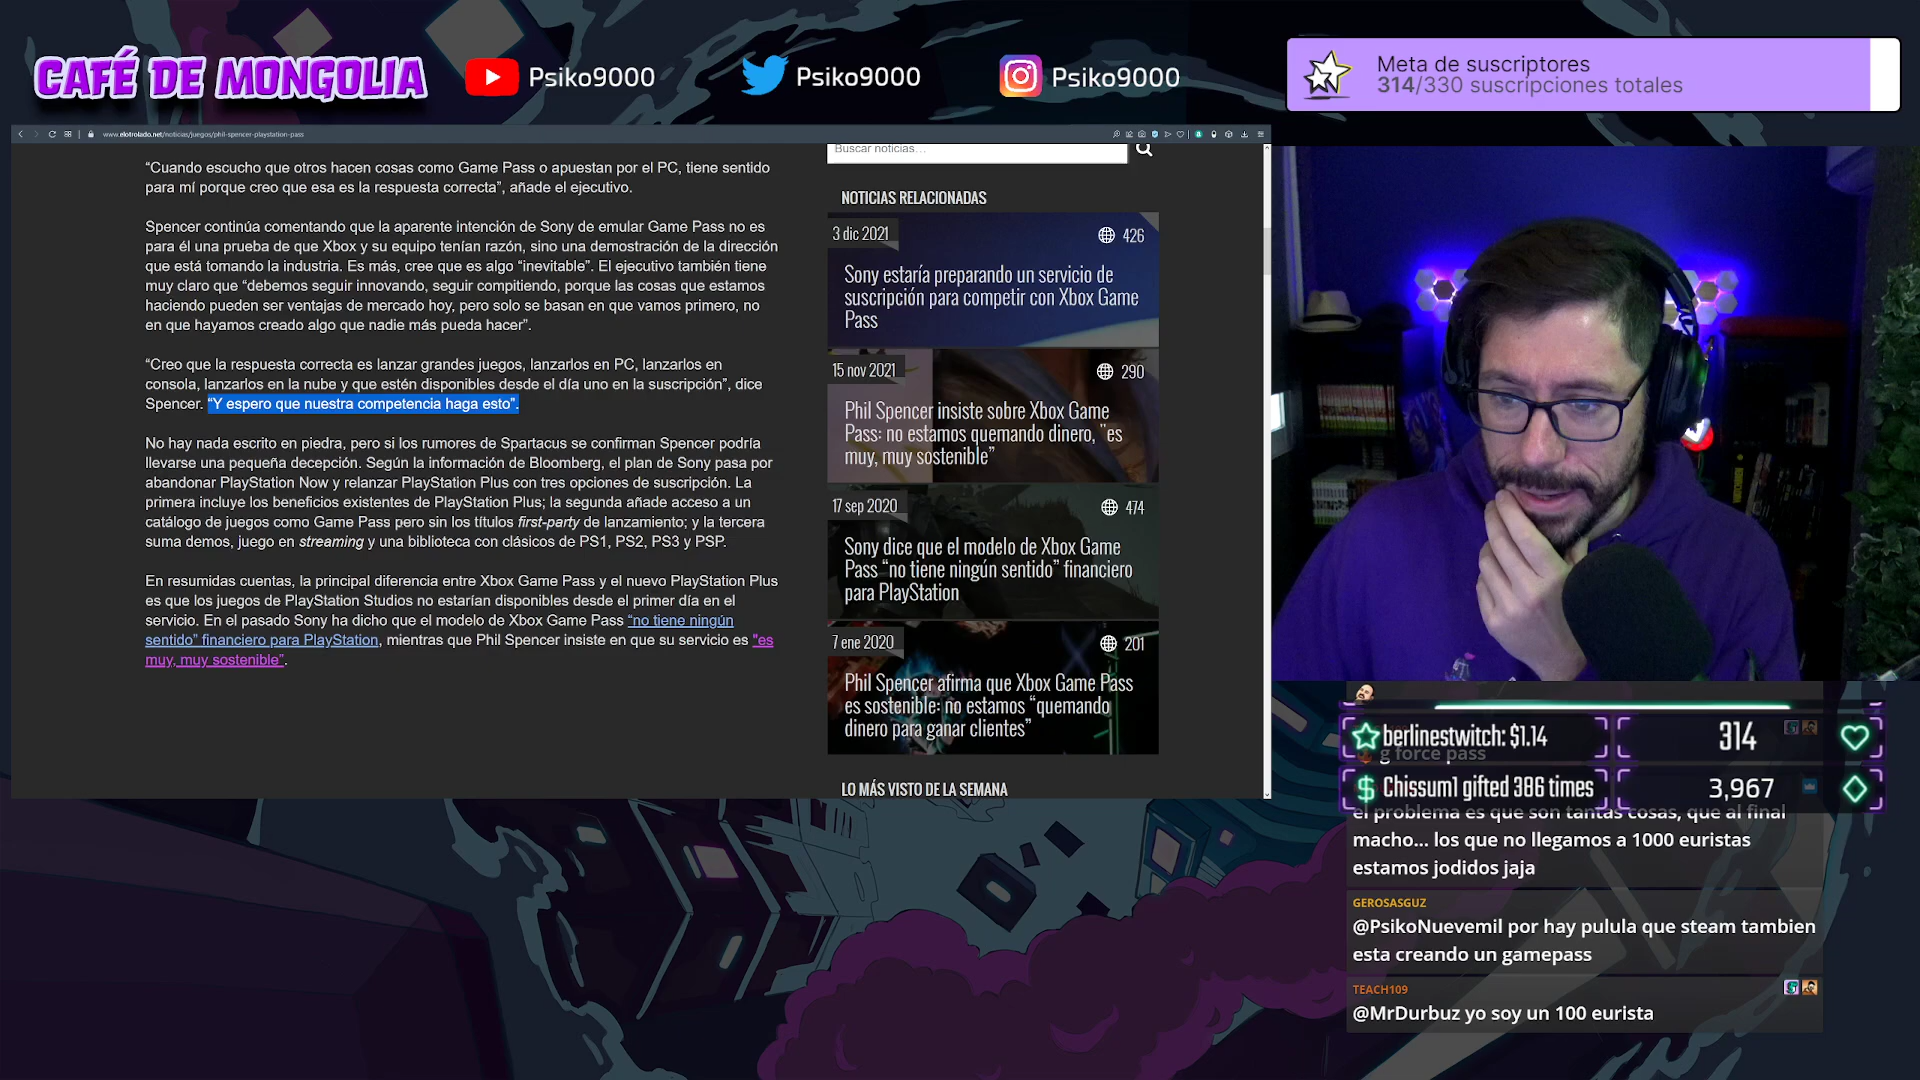 CAFÉ DE MONGOLIA
Psiko9000
Psiko9000
Psiko9000
Meta de suscriptores
314/330 suscripciones totales
www.elotrolado.net/noticias/juegos/phil-spencer-playstation-pass
“Cuando escucho que otros hacen cosas como Game Pass o apuestan por el PC, tiene sentido
para mí porque creo que esa es la respuesta correcta”, añade el ejecutivo.
Spencer continúa comentando que la aparente intención de Sony de emular Game Pass no es
para él una prueba de que Xbox y su equipo tenían razón, sino una demostración de la dirección
que está tomando la industria. Es más, cree que es algo “inevitable”. El ejecutivo también tiene
muy claro que “debemos seguir innovando, seguir compitiendo, porque las cosas que estamos
haciendo pueden ser ventajas de mercado hoy, pero solo se basan en que vamos primero, no
en que hayamos creado algo que nadie más pueda hacer”.
“Creo que la respuesta correcta es lanzar grandes juegos, lanzarlos en PC, lanzarlos en
consola, lanzarlos en la nube y que estén disponibles desde el día uno en la suscripción”, dice
Spencer. “Y espero que nuestra competencia haga esto”.
No hay nada escrito en piedra, pero si los rumores de Spartacus se confirman Spencer podría
llevarse una pequeña decepción. Según la información de Bloomberg, el plan de Sony pasa por
abandonar PlayStation Now y relanzar PlayStation Plus con tres opciones de suscripción. La
primera incluye los beneficios existentes de PlayStation Plus; la segunda añade acceso a un
catálogo de juegos como Game Pass pero sin los títulos first-party de lanzamiento; y la tercera
suma demos, juego en streaming y una biblioteca con clásicos de PS1, PS2, PS3 y PSP.
En resumidas cuentas, la principal diferencia entre Xbox Game Pass y el nuevo PlayStation Plus
es que los juegos de PlayStation Studios no estarían disponibles desde el primer día en el
servicio. En el pasado Sony ha dicho que el modelo de Xbox Game Pass “no tiene ningún
sentido” financiero para PlayStation, mientras que Phil Spencer insiste en que su servicio es "es
muy, muy sostenible”.
Buscar noticias...
NOTICIAS RELACIONADAS
3 dic 2021
426
Sony estaría preparando un servicio de
suscripción para competir con Xbox Game
Pass
15 nov 2021
290
Phil Spencer insiste sobre Xbox Game
Pass: no estamos quemando dinero, "es
muy, muy sostenible”
17 sep 2020
474
Sony dice que el modelo de Xbox Game
Pass “no tiene ningún sentido” financiero
para PlayStation
7 ene 2020
201
Phil Spencer afirma que Xbox Game Pass
es sostenible: no estamos “quemando
dinero para ganar clientes”
LO MÁS VISTO DE LA SEMANA
berlinestwitch: $1.14
314
g force pass
Chissum1 gifted 386 times
3,967
el problema es que son tantas cosas, que al final
macho... los que no llegamos a 1000 euristas
estamos jodidos jaja
GEROSASGUZ
@PsikoNuevemil por hay pulula que steam tambien
esta creando un gamepass
TEACH109
@MrDurbuz yo soy un 100 eurista